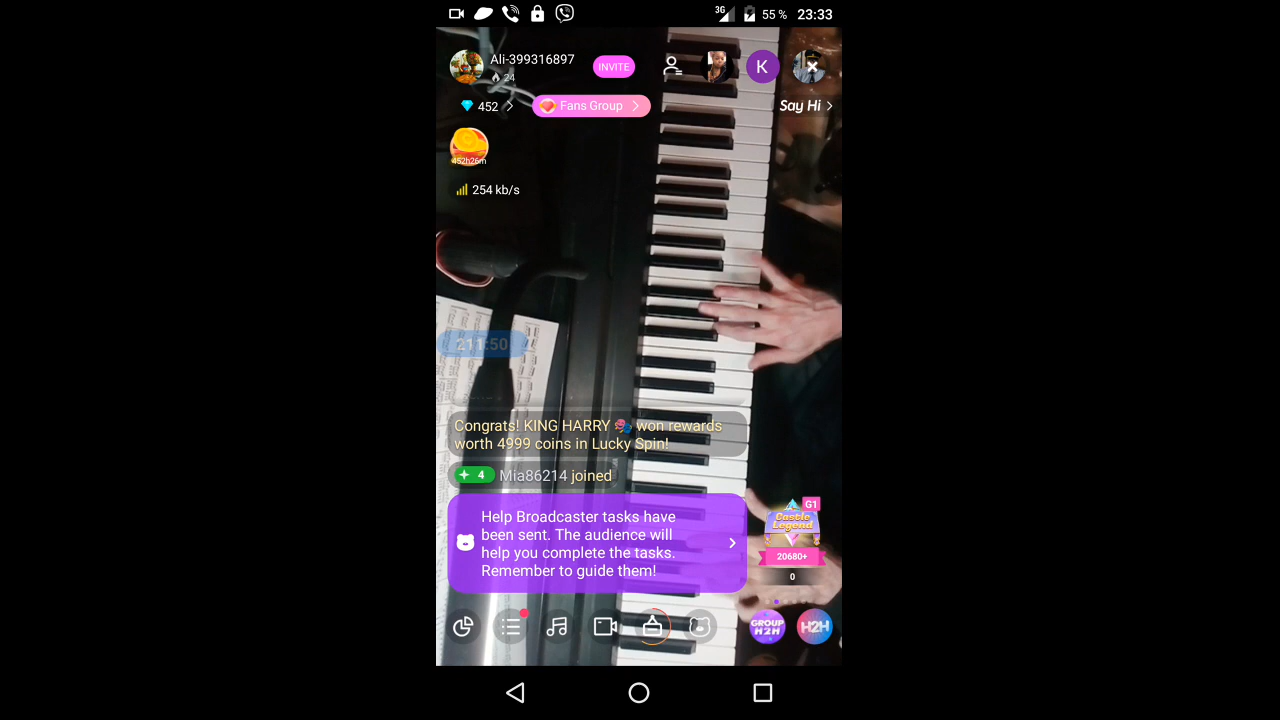 3G 55 % 23:33
Ali-399316897
24
INVITE
K
452
Fans Group
Say Hi
452h26m
254 kb/s
211:50
Congrats! KING HARRY 🎭 won rewards
worth 4999 coins in Lucky Spin!
4 Mia86214 joined
Help Broadcaster tasks have
been sent. The audience will
help you complete the tasks.
Remember to guide them!
G1
Castle
Legend
20680+
0
GROUP
H2H
H2H